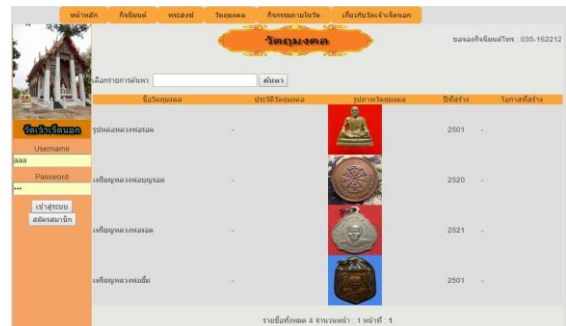 หน้าหลัก กิจนิมนต์ พระสงฆ์ วัตถุมงคล กิจกรรมภายในวัด เกี่ยวกับวัดเจ้าเจ็ดนอก
วัตถุมงคล
ขอจองกิจนิมนต์โทร : 035-162212
เลือกรายการค้นหา ค้นหา
ชื่อวัตถุมงคล ประวัติวัตถุมงคล รูปภาพวัตถุมงคล ปีที่สร้าง โอกาสที่สร้าง
วัดเจ้าเจ็ดนอก
Username
aaa
Password
•••
เข้าสู่ระบบ
สมัครสมาชิก
รูปหล่อหลวงพ่อรอด - 2501 -
เหรียญหลวงพ่อบุญรอด - 2520 -
เหรียญหลวงพ่อรอด - 2521 -
เหรียญหลวงพ่อยิ้ม - 2501 -
รายชื่อทั้งหมด 4 จำนวนหน้า : 1 หน้าที่ : 1